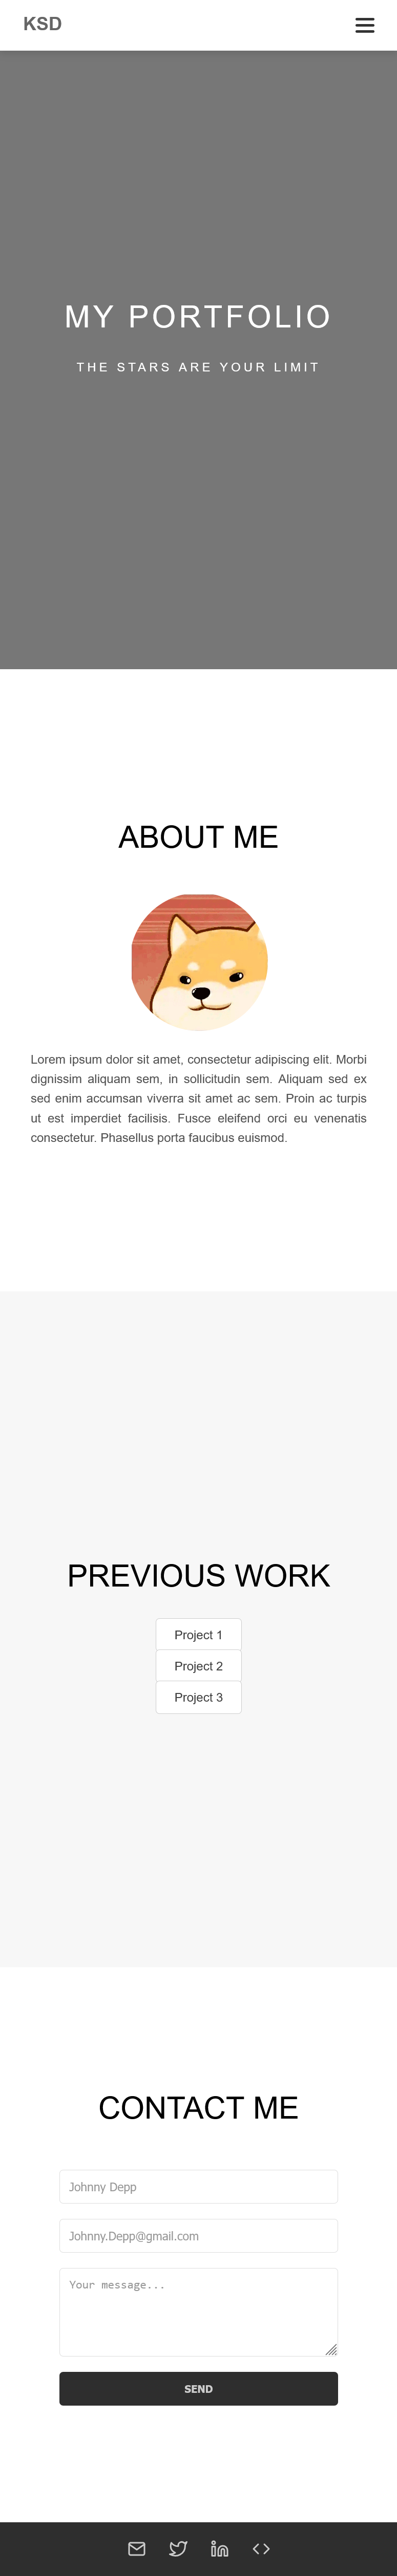 KSD
MY PORTFOLIO
THE STARS ARE YOUR LIMIT
ABOUT ME
Lorem ipsum dolor sit amet, consectetur adipiscing elit. Morbi
dignissim aliquam sem, in sollicitudin sem. Aliquam sed ex
sed enim accumsan viverra sit amet ac sem. Proin ac turpis
ut est imperdiet facilisis. Fusce eleifend orci eu venenatis
consectetur. Phasellus porta faucibus euismod.
PREVIOUS WORK
Project 1
Project 2
Project 3
CONTACT ME
Johnny Depp
Johnny.Depp@gmail.com
Your message...
SEND